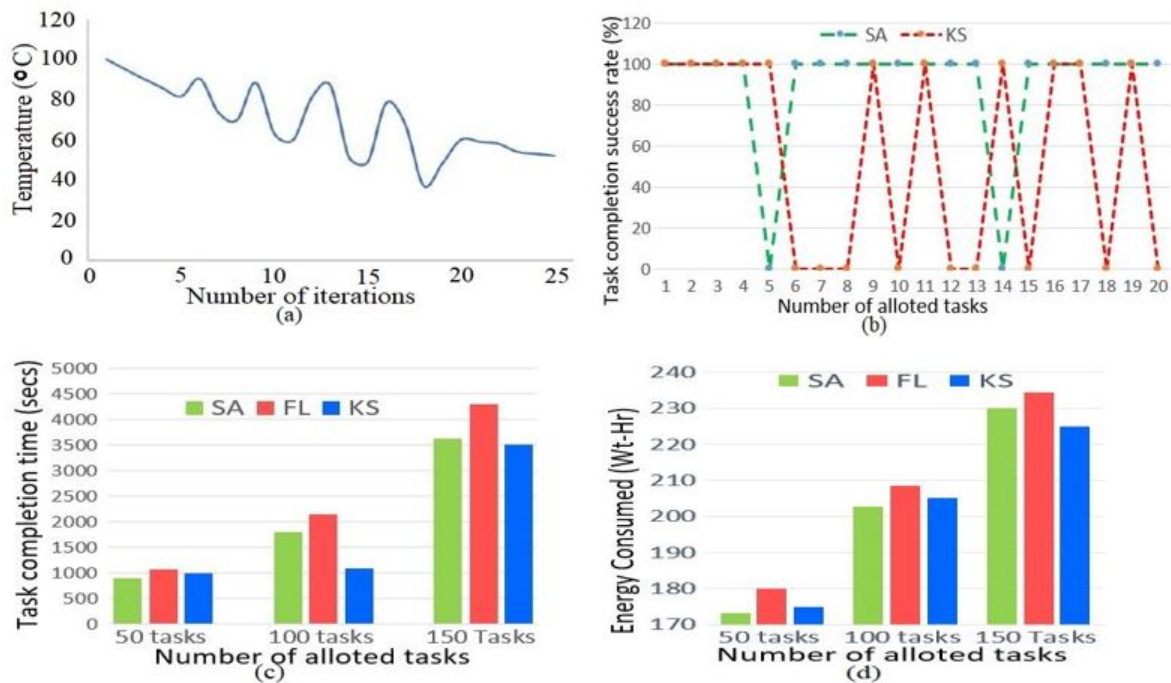 Temperature (°C)
120
100
80
60
40
20
0
0 5 10 15 20 25
Number of iterations
(a)
Task completion success rate (%)
SA KS
120
100
80
60
40
20
0
1 2 3 4 5 6 7 8 9 10 11 12 13 14 15 16 17 18 19 20
Number of alloted tasks
(b)
Task completion time (secs)
5000
4500
4000
3500
3000
2500
2000
1500
1000
500
0
SA FL KS
50 tasks 100 tasks 150 Tasks
Number of alloted tasks
(c)
Energy Consumed (Wt-Hr)
240
230
220
210
200
190
180
170
SA FL KS
50 tasks 100 tasks 150 Tasks
Number of alloted tasks
(d)